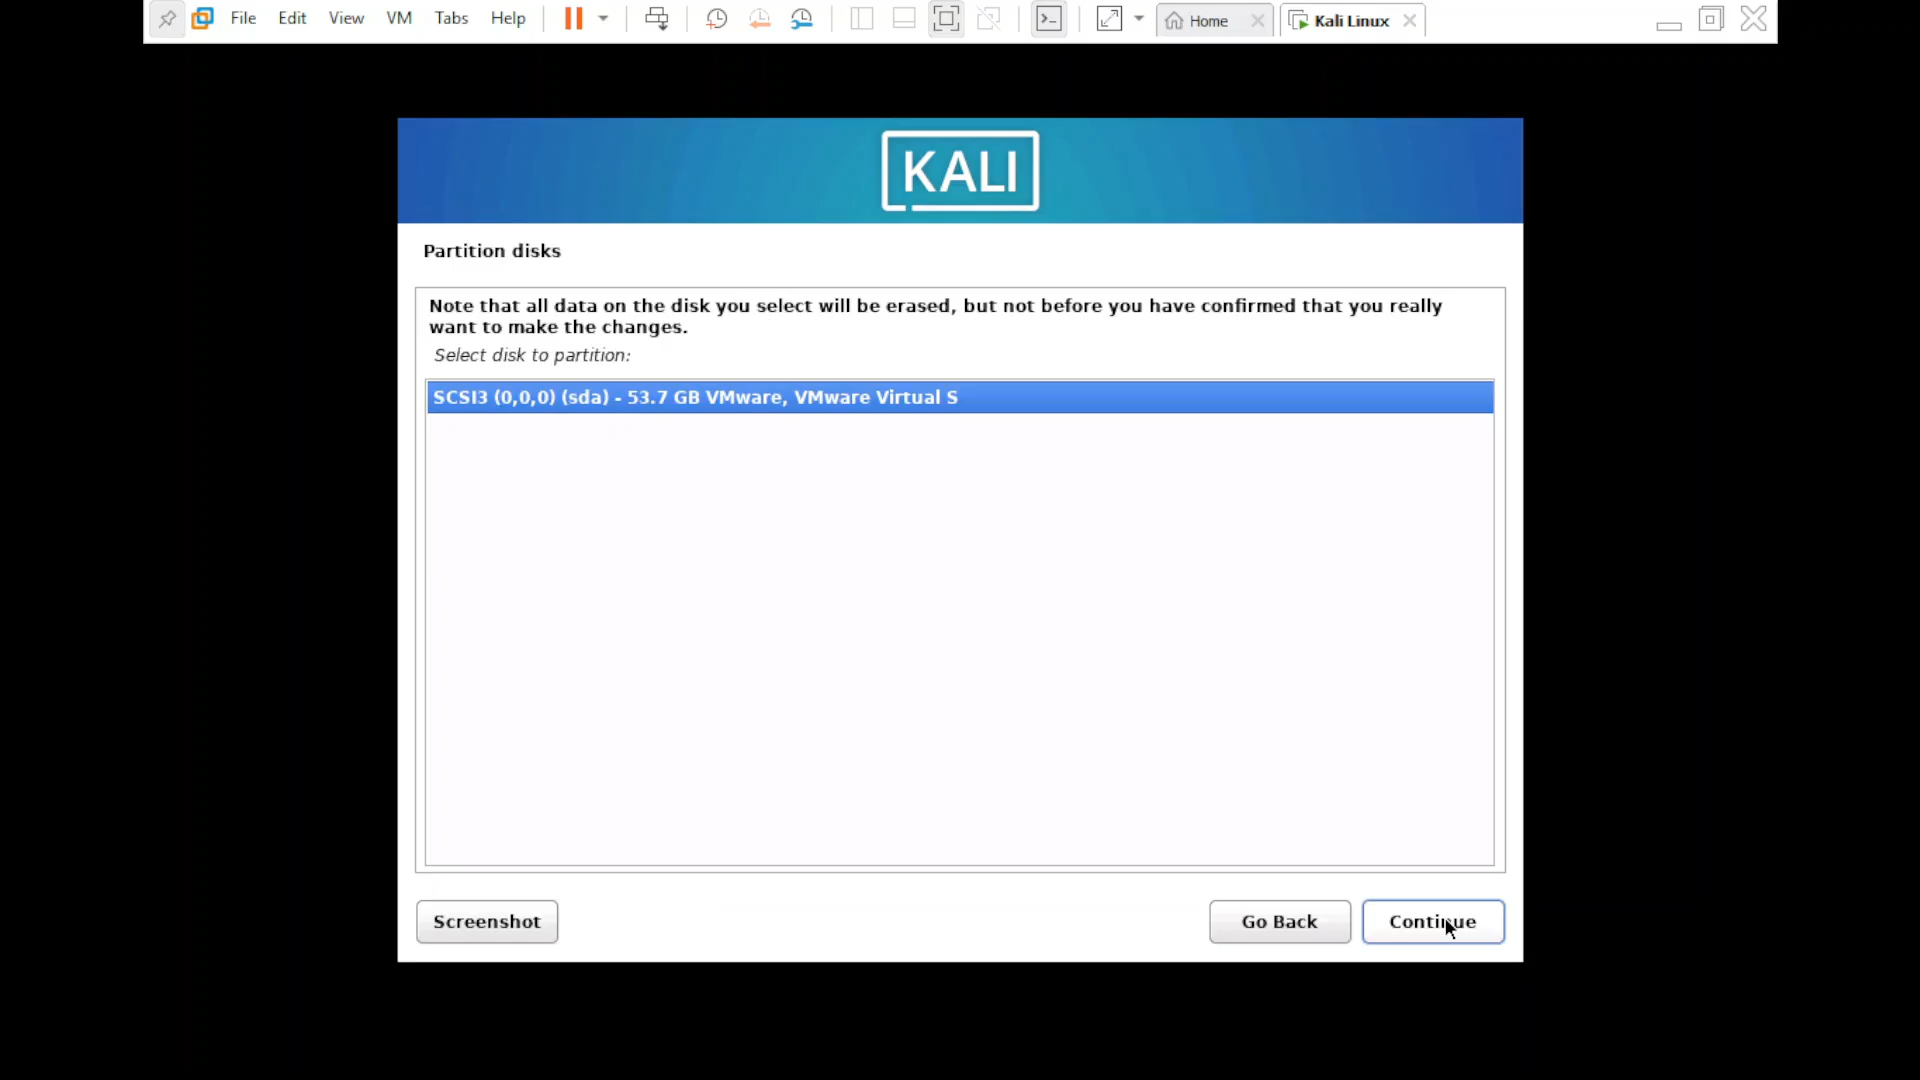 File Edit View VM Tabs Help Home Kali Linux
KALI
Partition disks
Note that all data on the disk you select will be erased, but not before you have confirmed that you really
want to make the changes.
Select disk to partition:
SCSI3 (0,0,0) (sda) - 53.7 GB VMware, VMware Virtual S
Screenshot Go Back Continue